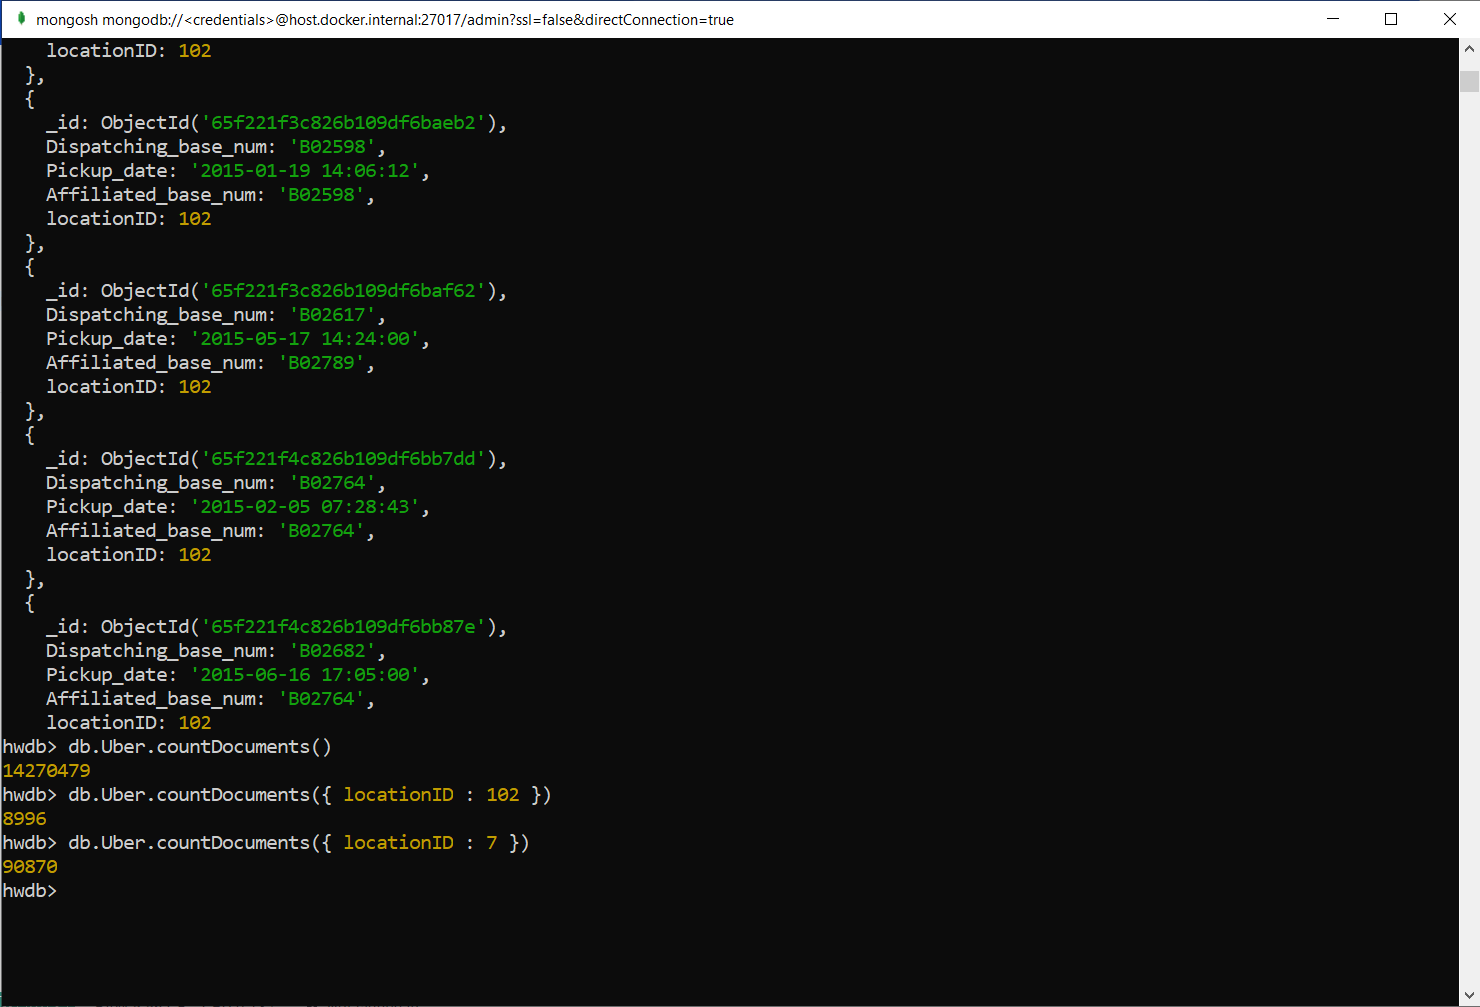 mongosh mongodb://<credentials>@host.docker.internal:27017/admin?ssl=false&directConnection=true
locationID: 102
},
{
_id: ObjectId('65f221f3c826b109df6baeb2'),
Dispatching_base_num: 'B02598',
Pickup_date: '2015-01-19 14:06:12',
Affiliated_base_num: 'B02598',
locationID: 102
},
{
_id: ObjectId('65f221f3c826b109df6baf62'),
Dispatching_base_num: 'B02617',
Pickup_date: '2015-05-17 14:24:00',
Affiliated_base_num: 'B02789',
locationID: 102
},
{
_id: ObjectId('65f221f4c826b109df6bb7dd'),
Dispatching_base_num: 'B02764',
Pickup_date: '2015-02-05 07:28:43',
Affiliated_base_num: 'B02764',
locationID: 102
},
{
_id: ObjectId('65f221f4c826b109df6bb87e'),
Dispatching_base_num: 'B02682',
Pickup_date: '2015-06-16 17:05:00',
Affiliated_base_num: 'B02764',
locationID: 102
hwdb> db.Uber.countDocuments()
14270479
hwdb> db.Uber.countDocuments({ locationID : 102 })
8996
hwdb> db.Uber.countDocuments({ locationID : 7 })
90870
hwdb>